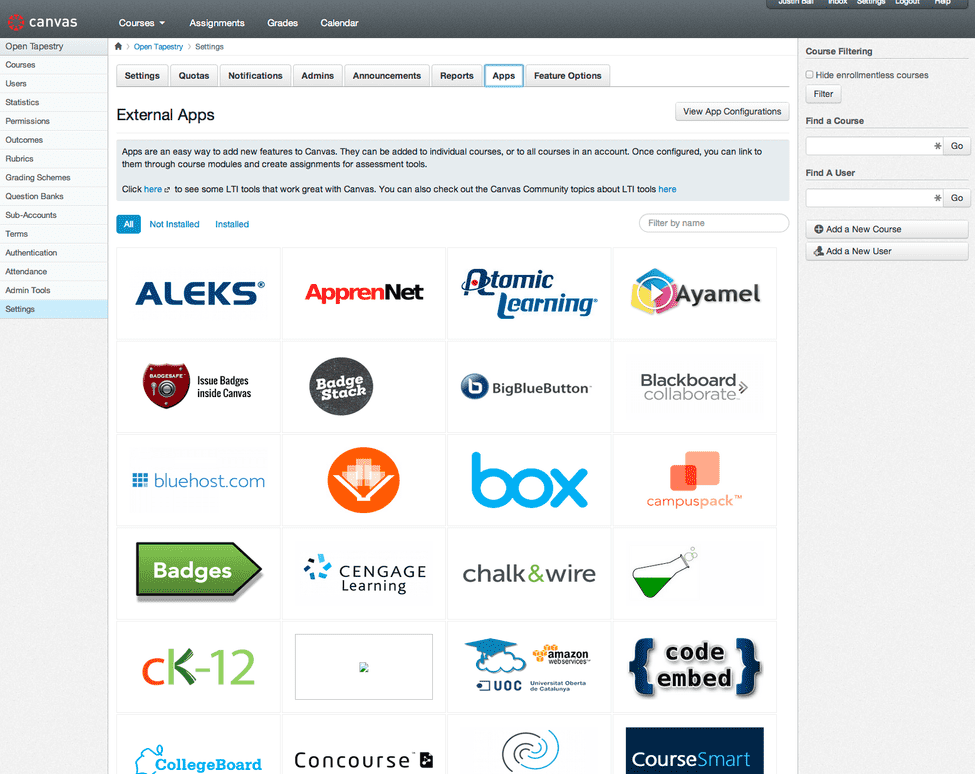 Justin Ball Inbox Settings Logout Help
canvas
Courses Assignments Grades Calendar
Open Tapestry
Courses
Users
Statistics
Permissions
Outcomes
Rubrics
Grading Schemes
Question Banks
Sub-Accounts
Terms
Authentication
Attendance
Admin Tools
Settings
Open Tapestry Settings
Settings Quotas Notifications Admins Announcements Reports Apps Feature Options
External Apps
View App Configurations
Apps are an easy way to add new features to Canvas. They can be added to individual courses, or to all courses in an account. Once configured, you can link to
them through course modules and create assignments for assessment tools.
Click here to see some LTI tools that work great with Canvas. You can also check out the Canvas Community topics about LTI tools here
All Not Installed Installed
Filter by name
ALEKS®
ApprenNet
Atomic
Learning®
Ayamel
BADGESAFE™
Issue Badges
inside Canvas
Badge
Stack
b BigBlueButton™
Blackboard
collaborate™
bluehost.com
box
campuspack™
Badges
CENGAGE
Learning
chalk&wire
cK-12
amazon
webservices™
UOC Universitat Oberta
de Catalunya
{code
embed}
CollegeBoard
Concourse™
CourseSmart
Course Filtering
Hide enrollmentless courses
Filter
Find a Course
Go
Find A User
Go
Add a New Course
Add a New User